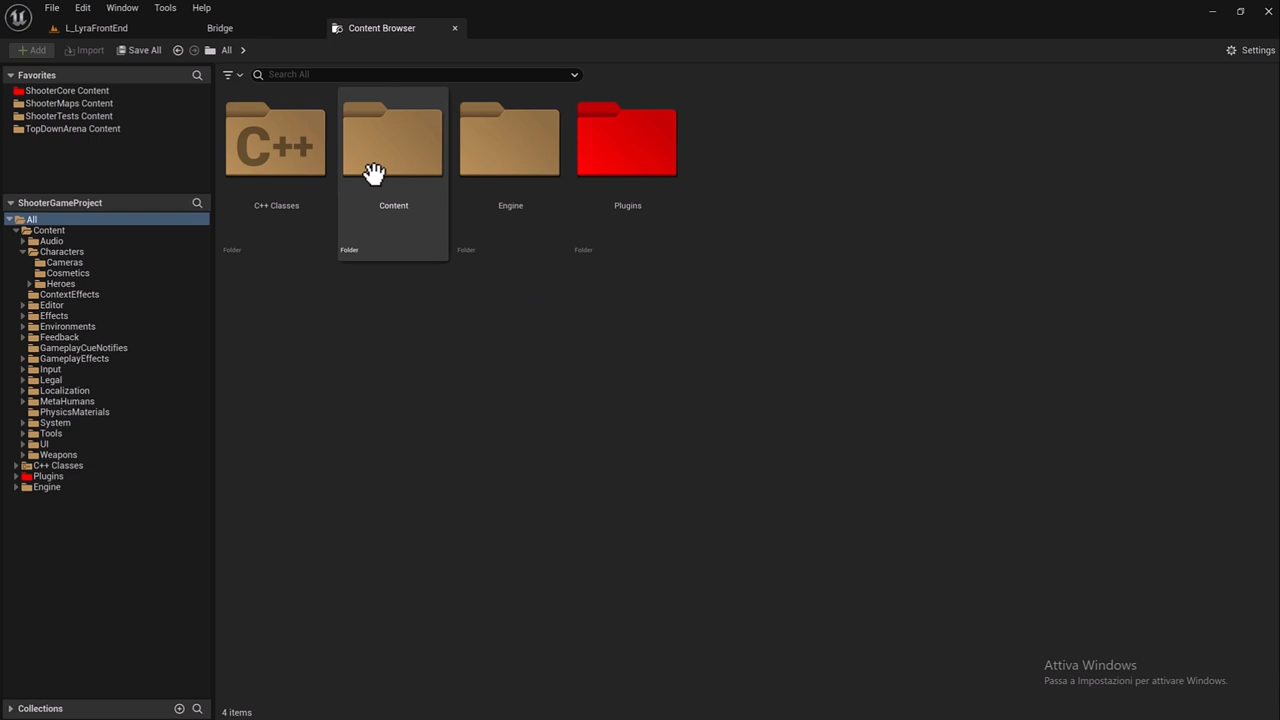 File Edit Window Tools Help
L_LyraFrontEnd Bridge Content Browser
Add Import Save All All Settings
Favorites
ShooterCore Content
ShooterMaps Content
ShooterTests Content
TopDownArena Content
ShooterGameProject
All
Content
Audio
Characters
Cameras
Cosmetics
Heroes
ContextEffects
Editor
Effects
Environments
Feedback
GameplayCueNotifies
GameplayEffects
Input
Legal
Localization
MetaHumans
PhysicsMaterials
System
Tools
UI
Weapons
C++ Classes
Plugins
Engine
Collections
Search All
C++
C++ Classes Content Engine Plugins
Folder Folder Folder Folder
4 items
Attiva Windows
Passa a Impostazioni per attivare Windows.